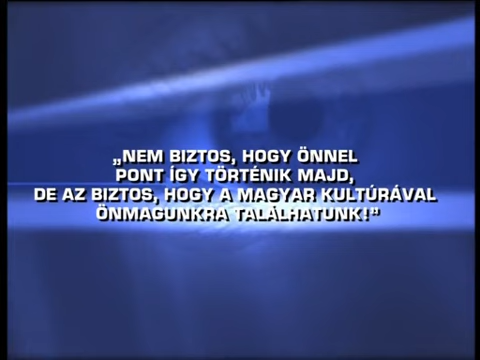 „NEM BIZTOS, HOGY ÖNNEL
PONT ÍGY TÖRTÉNIK MAJD,
DE AZ BIZTOS, HOGY A MAGYAR KULTÚRÁVAL
ÖNMAGUNKRA TALÁLHATUNK!”